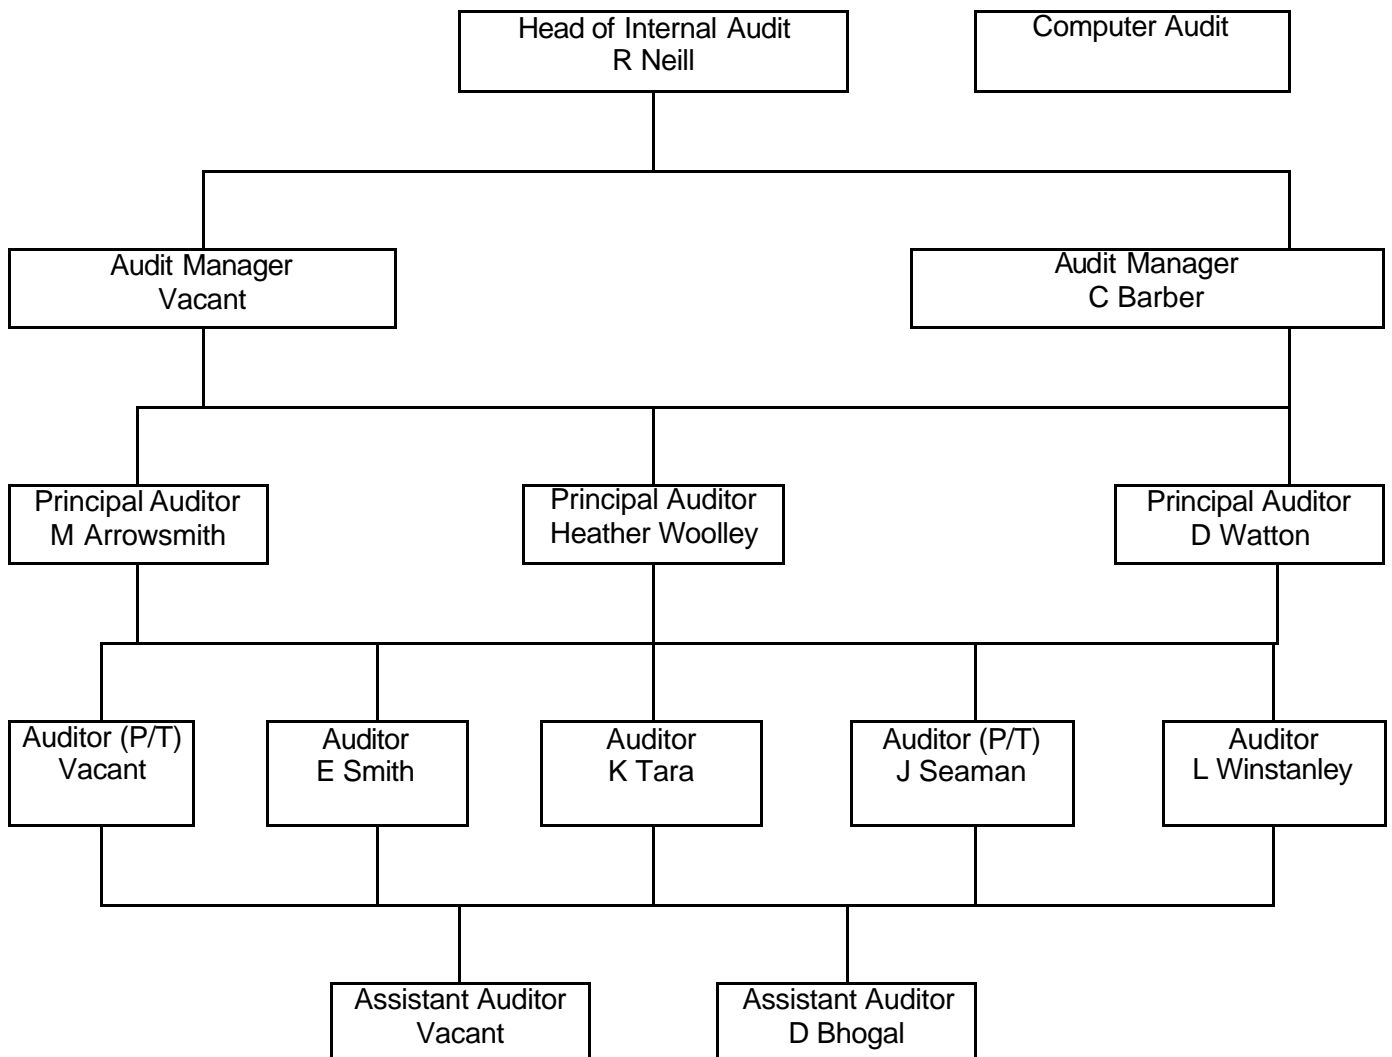 Head of Internal Audit
R Neill
Computer Audit
Audit Manager
Vacant
Audit Manager
C Barber
Principal Auditor
M Arrowsmith
Principal Auditor
Heather Woolley
Principal Auditor
D Watton
Auditor (P/T)
Vacant
Auditor
E Smith
Auditor
K Tara
Auditor (P/T)
J Seaman
Auditor
L Winstanley
Assistant Auditor
Vacant
Assistant Auditor
D Bhogal